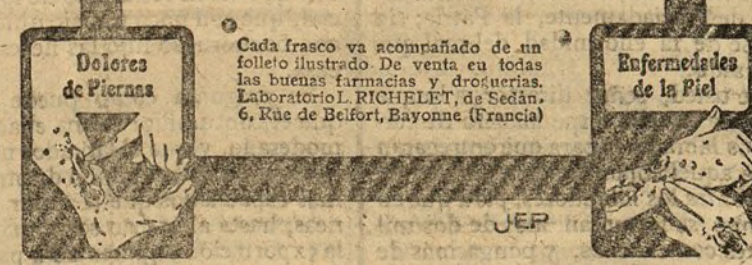 Dolores
de Piernas
Cada frasco va acompañado de un
folleto ilustrado. De venta en todas
las buenas farmacias y droguerias.
Laboratorio L. RICHELET, de Sedán.
6, Rue de Belfort, Bayonne (Francia)
Enfermedades
de la Piel
JEP